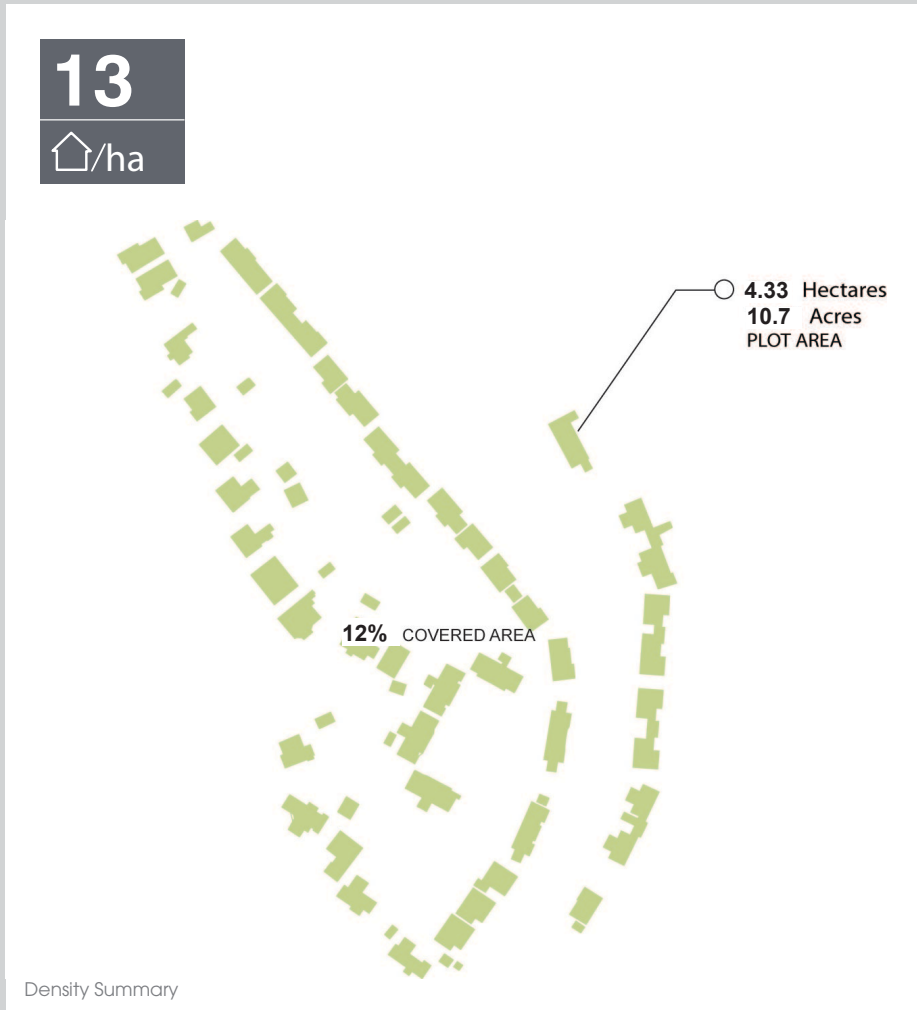 13
/ha
4.33 Hectares
10.7 Acres
PLOT AREA
12% COVERED AREA
Density Summary